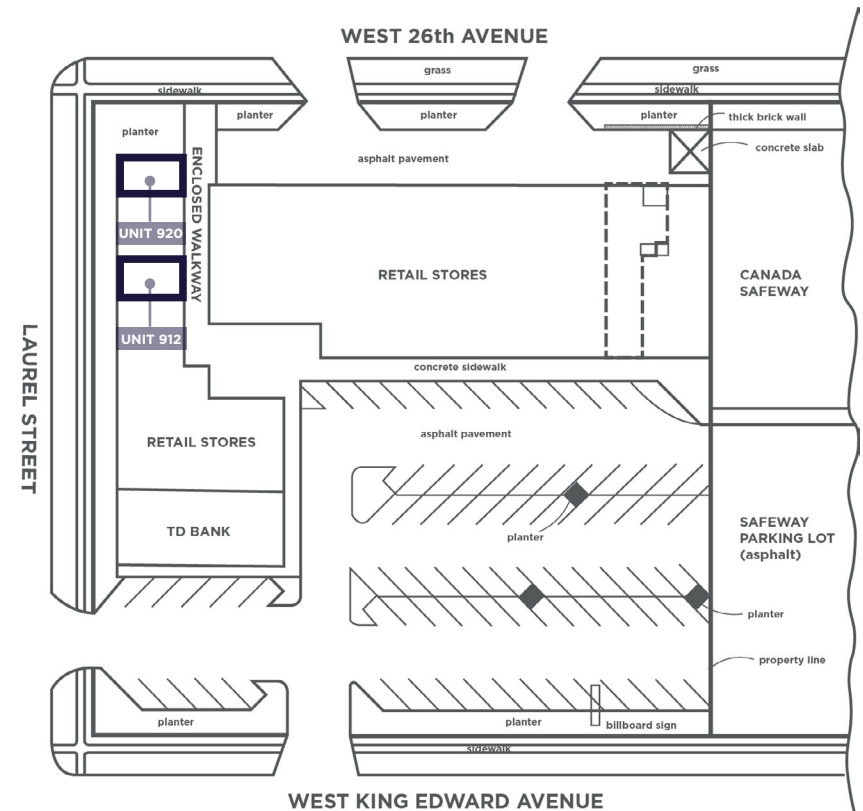 WEST 26th AVENUE
grass
grass
sidewalk
sidewalk
planter
planter
planter
planter
thick brick wall
concrete slab
asphalt pavement
ENCLOSED WALKWAY
UNIT 920
UNIT 912
RETAIL STORES
CANADA
SAFEWAY
LAUREL STREET
concrete sidewalk
asphalt pavement
RETAIL STORES
TD BANK
planter
SAFEWAY
PARKING LOT
(asphalt)
planter
property line
planter
planter
billboard sign
sidewalk
WEST KING EDWARD AVENUE